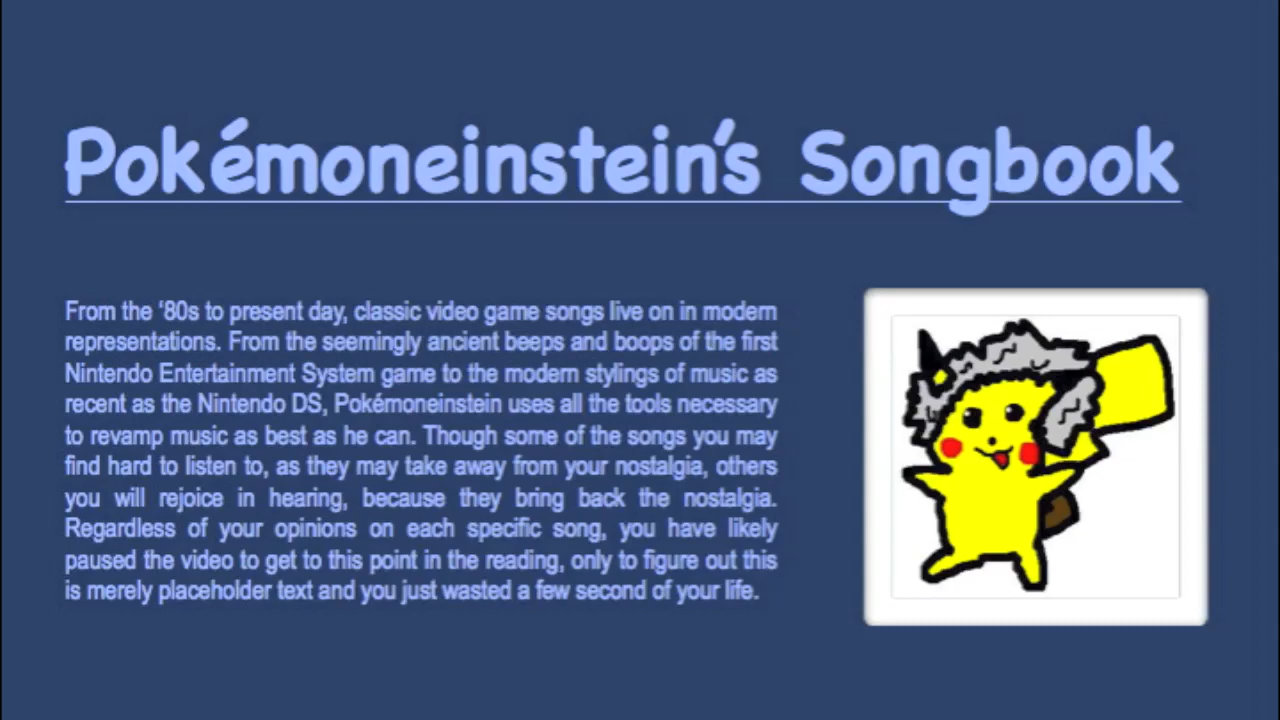 Pokémoneinstein's Songbook
From the ‘80s to present day, classic video game songs live on in modern
representations. From the seemingly ancient beeps and boops of the first
Nintendo Entertainment System game to the modern stylings of music as
recent as the Nintendo DS, Pokémoneinstein uses all the tools necessary
to revamp music as best as he can. Though some of the songs you may
find hard to listen to, as they may take away from your nostalgia, others
you will rejoice in hearing, because they bring back the nostalgia.
Regardless of your opinions on each specific song, you have likely
paused the video to get to this point in the reading, only to figure out this
is merely placeholder text and you just wasted a few second of your life.